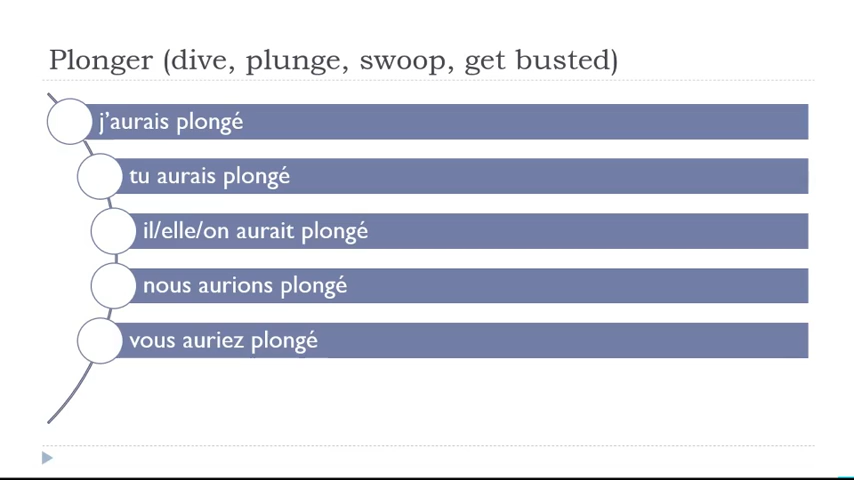 Plonger (dive, plunge, swoop, get busted)
j’aurais plongé
tu aurais plongé
il/elle/on aurait plongé
nous aurions plongé
vous auriez plongé